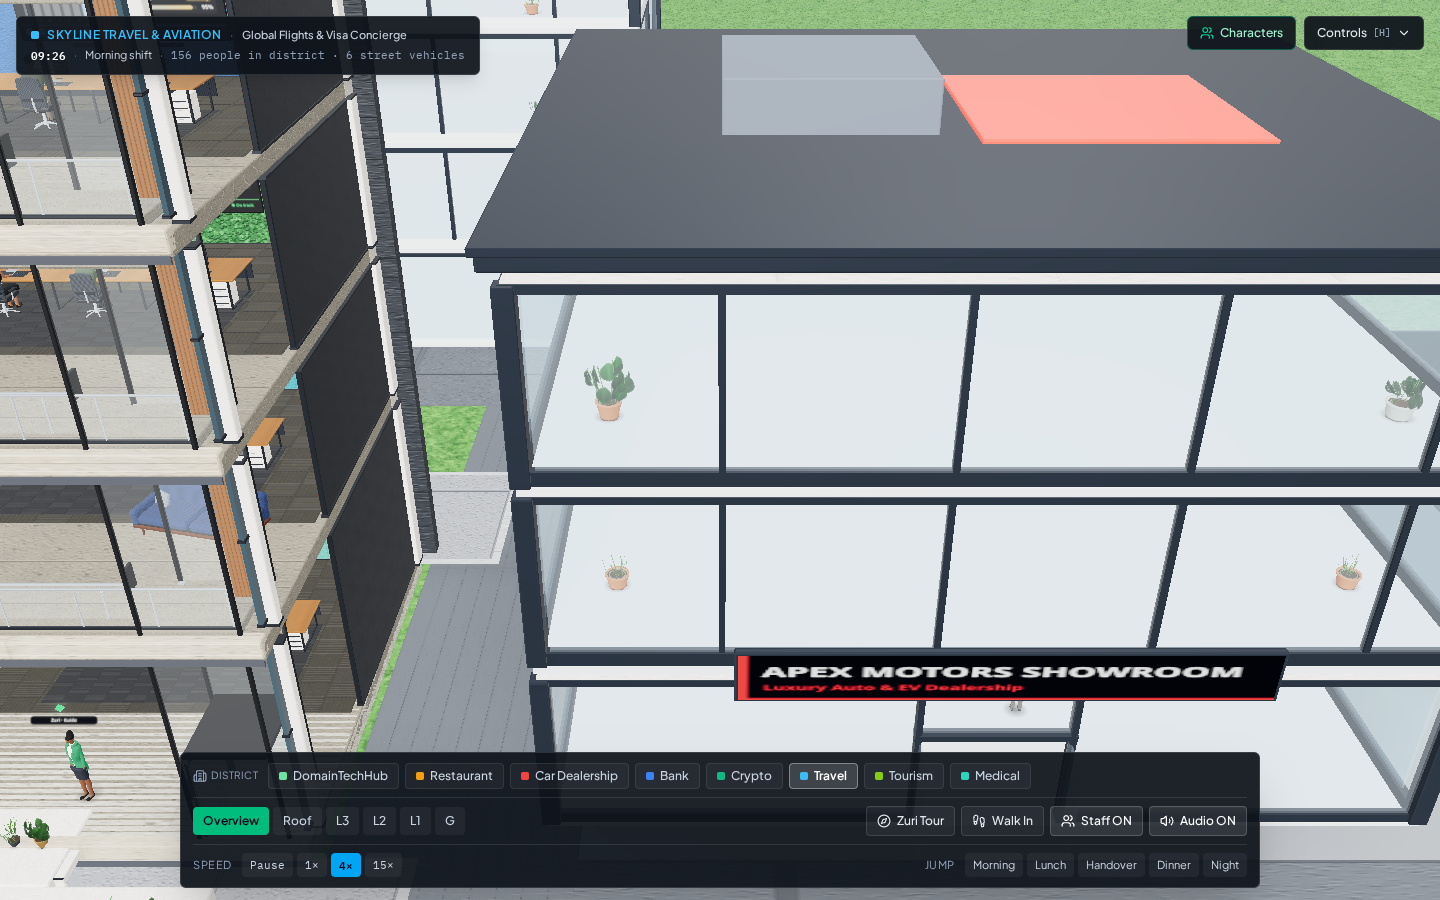 SKYLINE TRAVEL & AVIATION · Global Flights & Visa Concierge
09:26 · Morning shift · 156 people in district · 6 street vehicles
Characters
Controls [H]
Zuri · Guide
APEX MOTORS SHOWROOM
Luxury Auto & EV Dealership
DISTRICT
DomainTechHub
Restaurant
Car Dealership
Bank
Crypto
Travel
Tourism
Medical
Overview
Roof
L3
L2
L1
G
Zuri Tour
Walk In
Staff ON
Audio ON
SPEED
Pause
1×
4×
15×
JUMP
Morning
Lunch
Handover
Dinner
Night